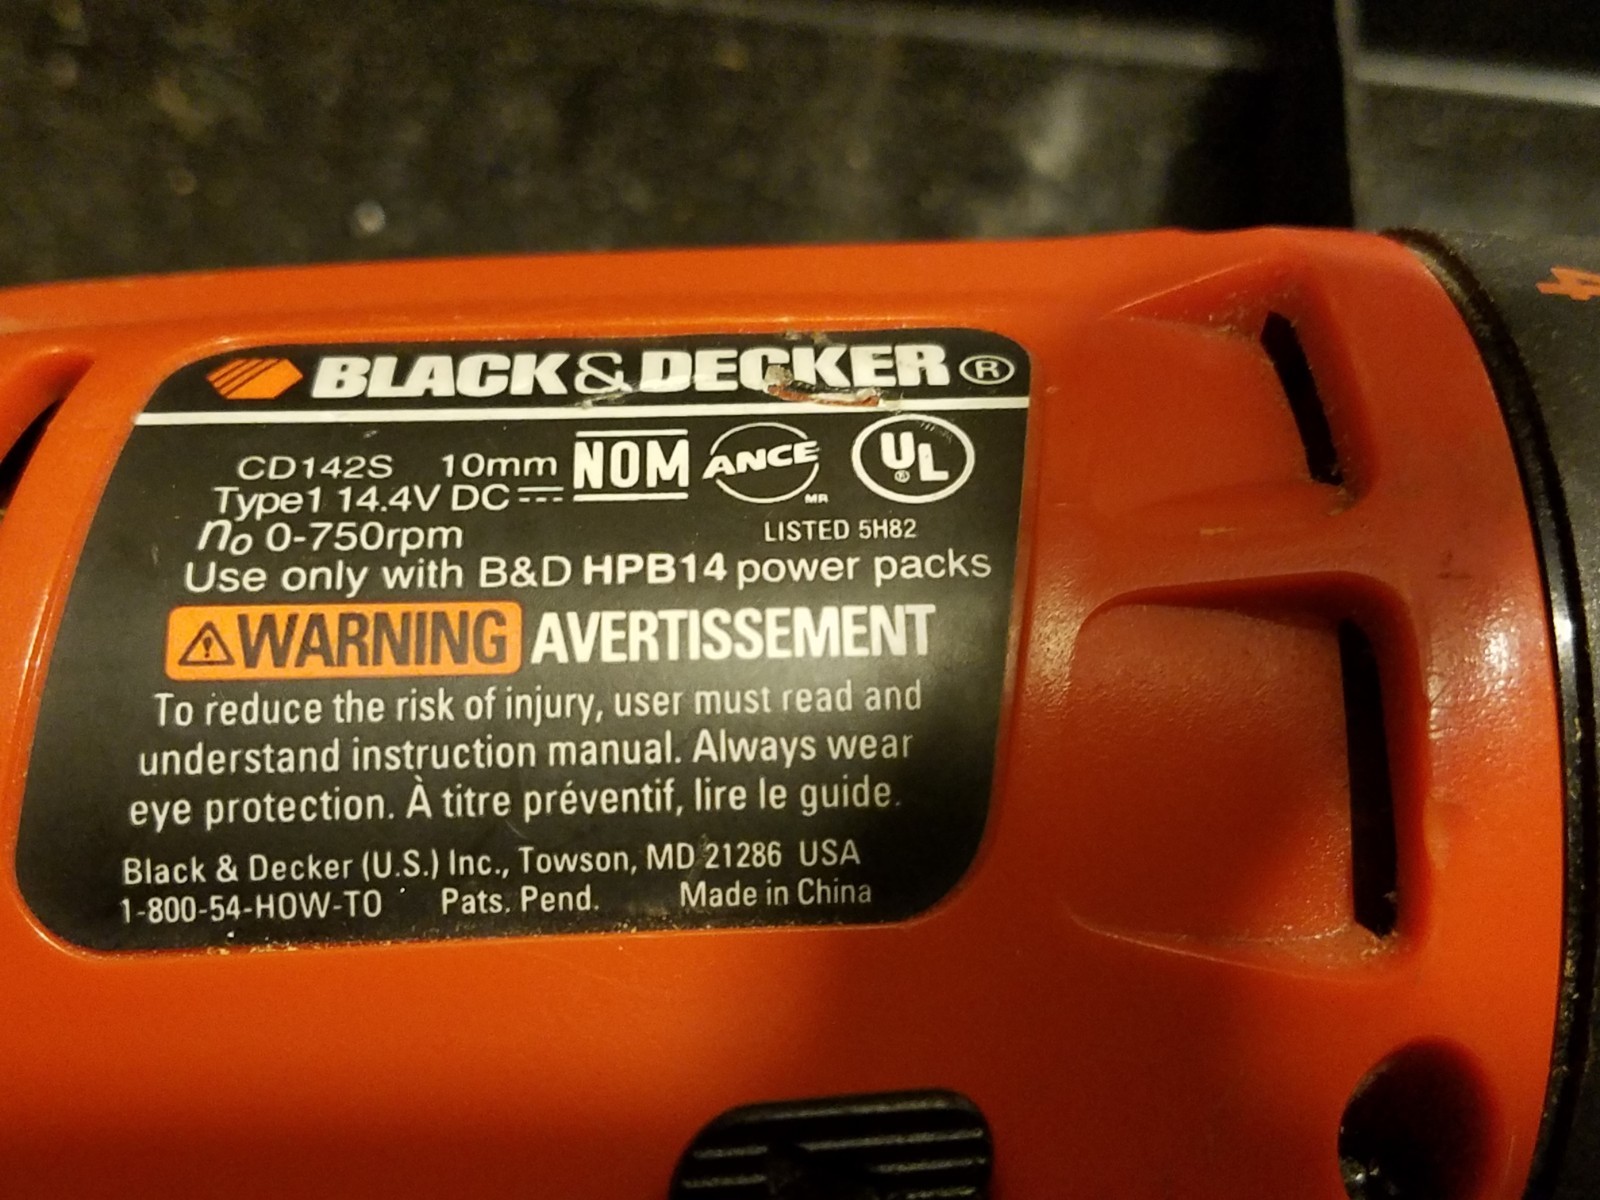 BLACK & DECKER®
CD142S 10mm NOM ANCE UL
Type1 14.4V DC MR
no 0-750rpm LISTED 5H82
Use only with B&D HPB14 power packs
WARNING AVERTISSEMENT
To reduce the risk of injury, user must read and
understand instruction manual. Always wear
eye protection. À titre préventif, lire le guide.
Black & Decker (U.S.) Inc., Towson, MD 21286 USA
1-800-54-HOW-TO Pats. Pend. Made in China
4